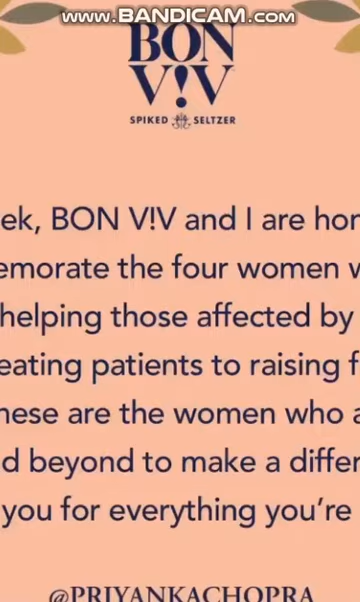 www.BANDICAM.com
BON
V!V
SPIKED SELTZER
ek, BON V!V and I are hor
emorate the four women w
helping those affected by
eating patients to raising f
hese are the women who a
d beyond to make a differ
you for everything you're
@PRIYANKACHOPRA